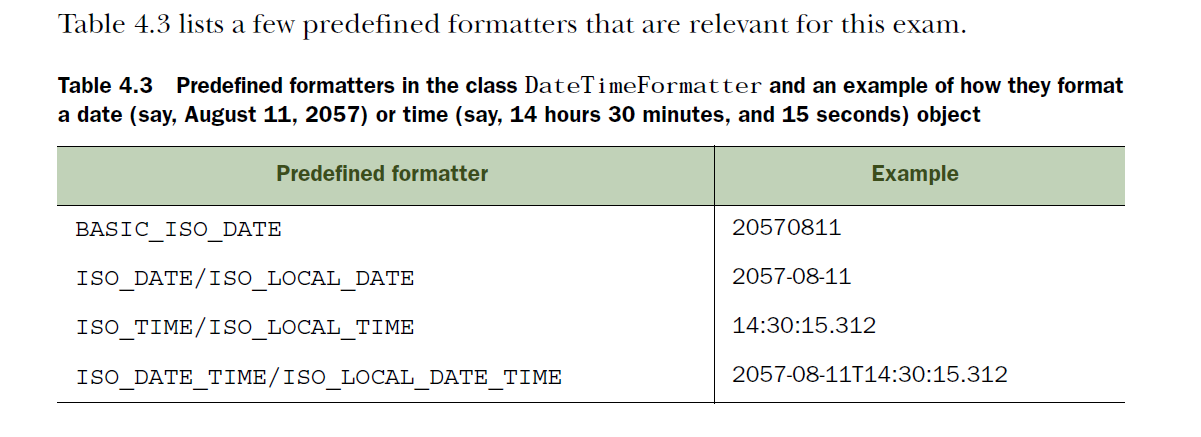 Table 4.3 lists a few predefined formatters that are relevant for this exam.
Table 4.3 Predefined formatters in the class DateTimeFormatter and an example of how they format
a date (say, August 11, 2057) or time (say, 14 hours 30 minutes, and 15 seconds) object
Predefined formatter Example
BASIC_ISO_DATE 20570811
ISO_DATE/ISO_LOCAL_DATE 2057-08-11
ISO_TIME/ISO_LOCAL_TIME 14:30:15.312
ISO_DATE_TIME/ISO_LOCAL_DATE_TIME 2057-08-11T14:30:15.312